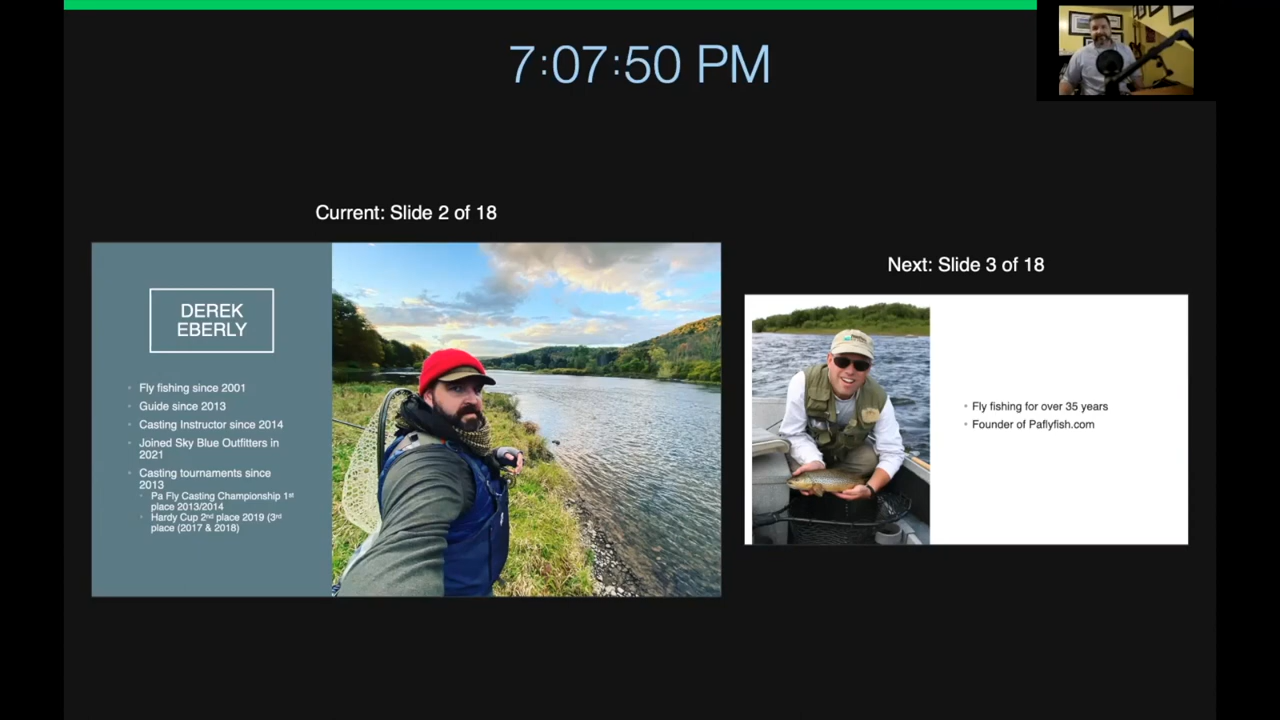 7:07:50 PM
Current: Slide 2 of 18
DEREK
EBERLY
Fly fishing since 2001
Guide since 2013
Casting Instructor since 2014
Joined Sky Blue Outfitters in
2021
Casting tournaments since
2013
Pa Fly Casting Championship 1st
place 2013/2014
Hardy Cup 2nd place 2019 (3rd
place (2017 & 2018)
Next: Slide 3 of 18
Fly fishing for over 35 years
Founder of Paflyfish.com